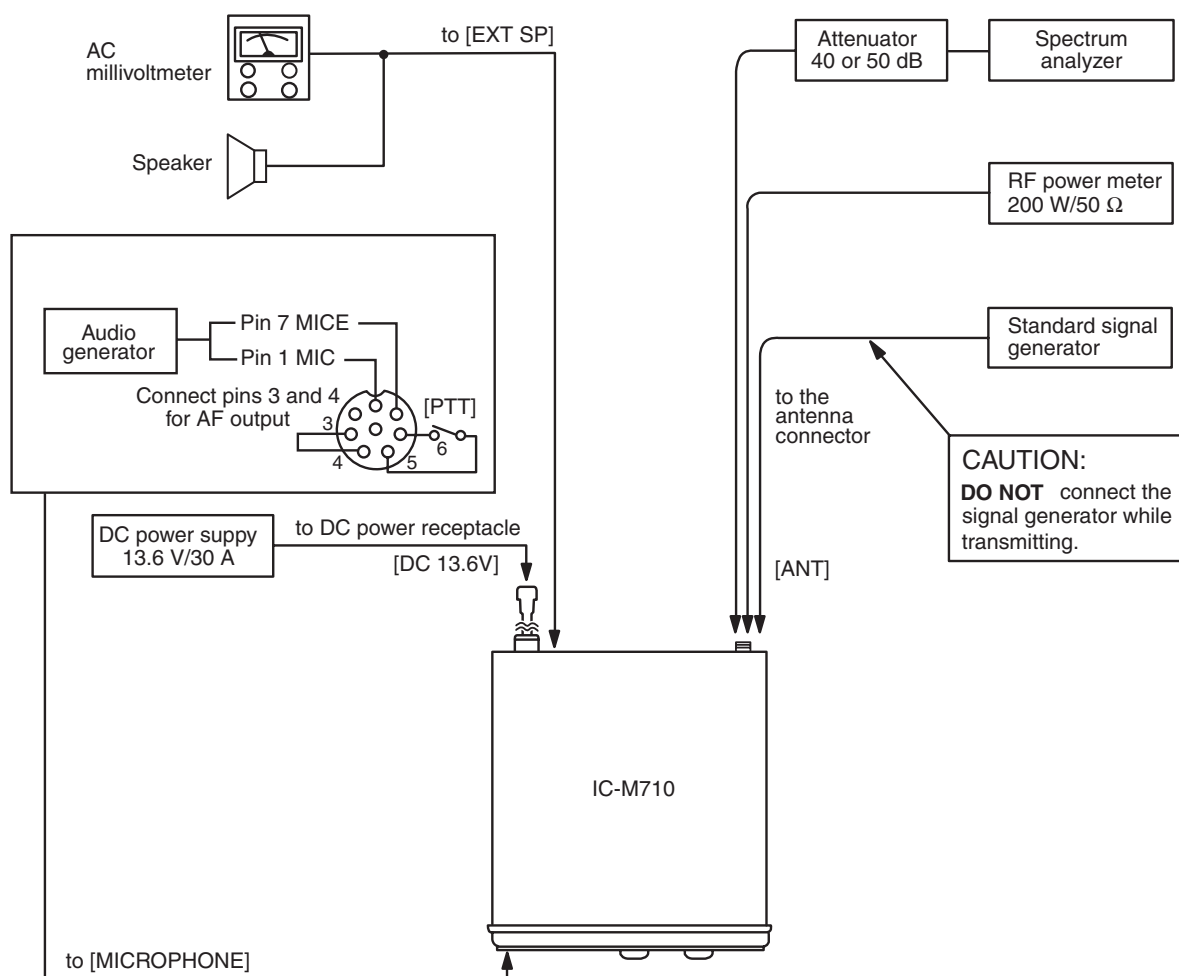 AC
millivoltmeter
to [EXT SP]
Attenuator
40 or 50 dB
Spectrum
analyzer
Speaker
RF power meter
200 W/50 Ω
Audio
generator
Pin 7 MICE
Pin 1 MIC
Connect pins 3 and 4
for AF output
[PTT]
3
4
5
6
Standard signal
generator
to the
antenna
connector
CAUTION:
DO NOT connect the
signal generator while
transmitting.
DC power suppy
13.6 V/30 A
to DC power receptacle
[DC 13.6V]
[ANT]
IC-M710
to [MICROPHONE]